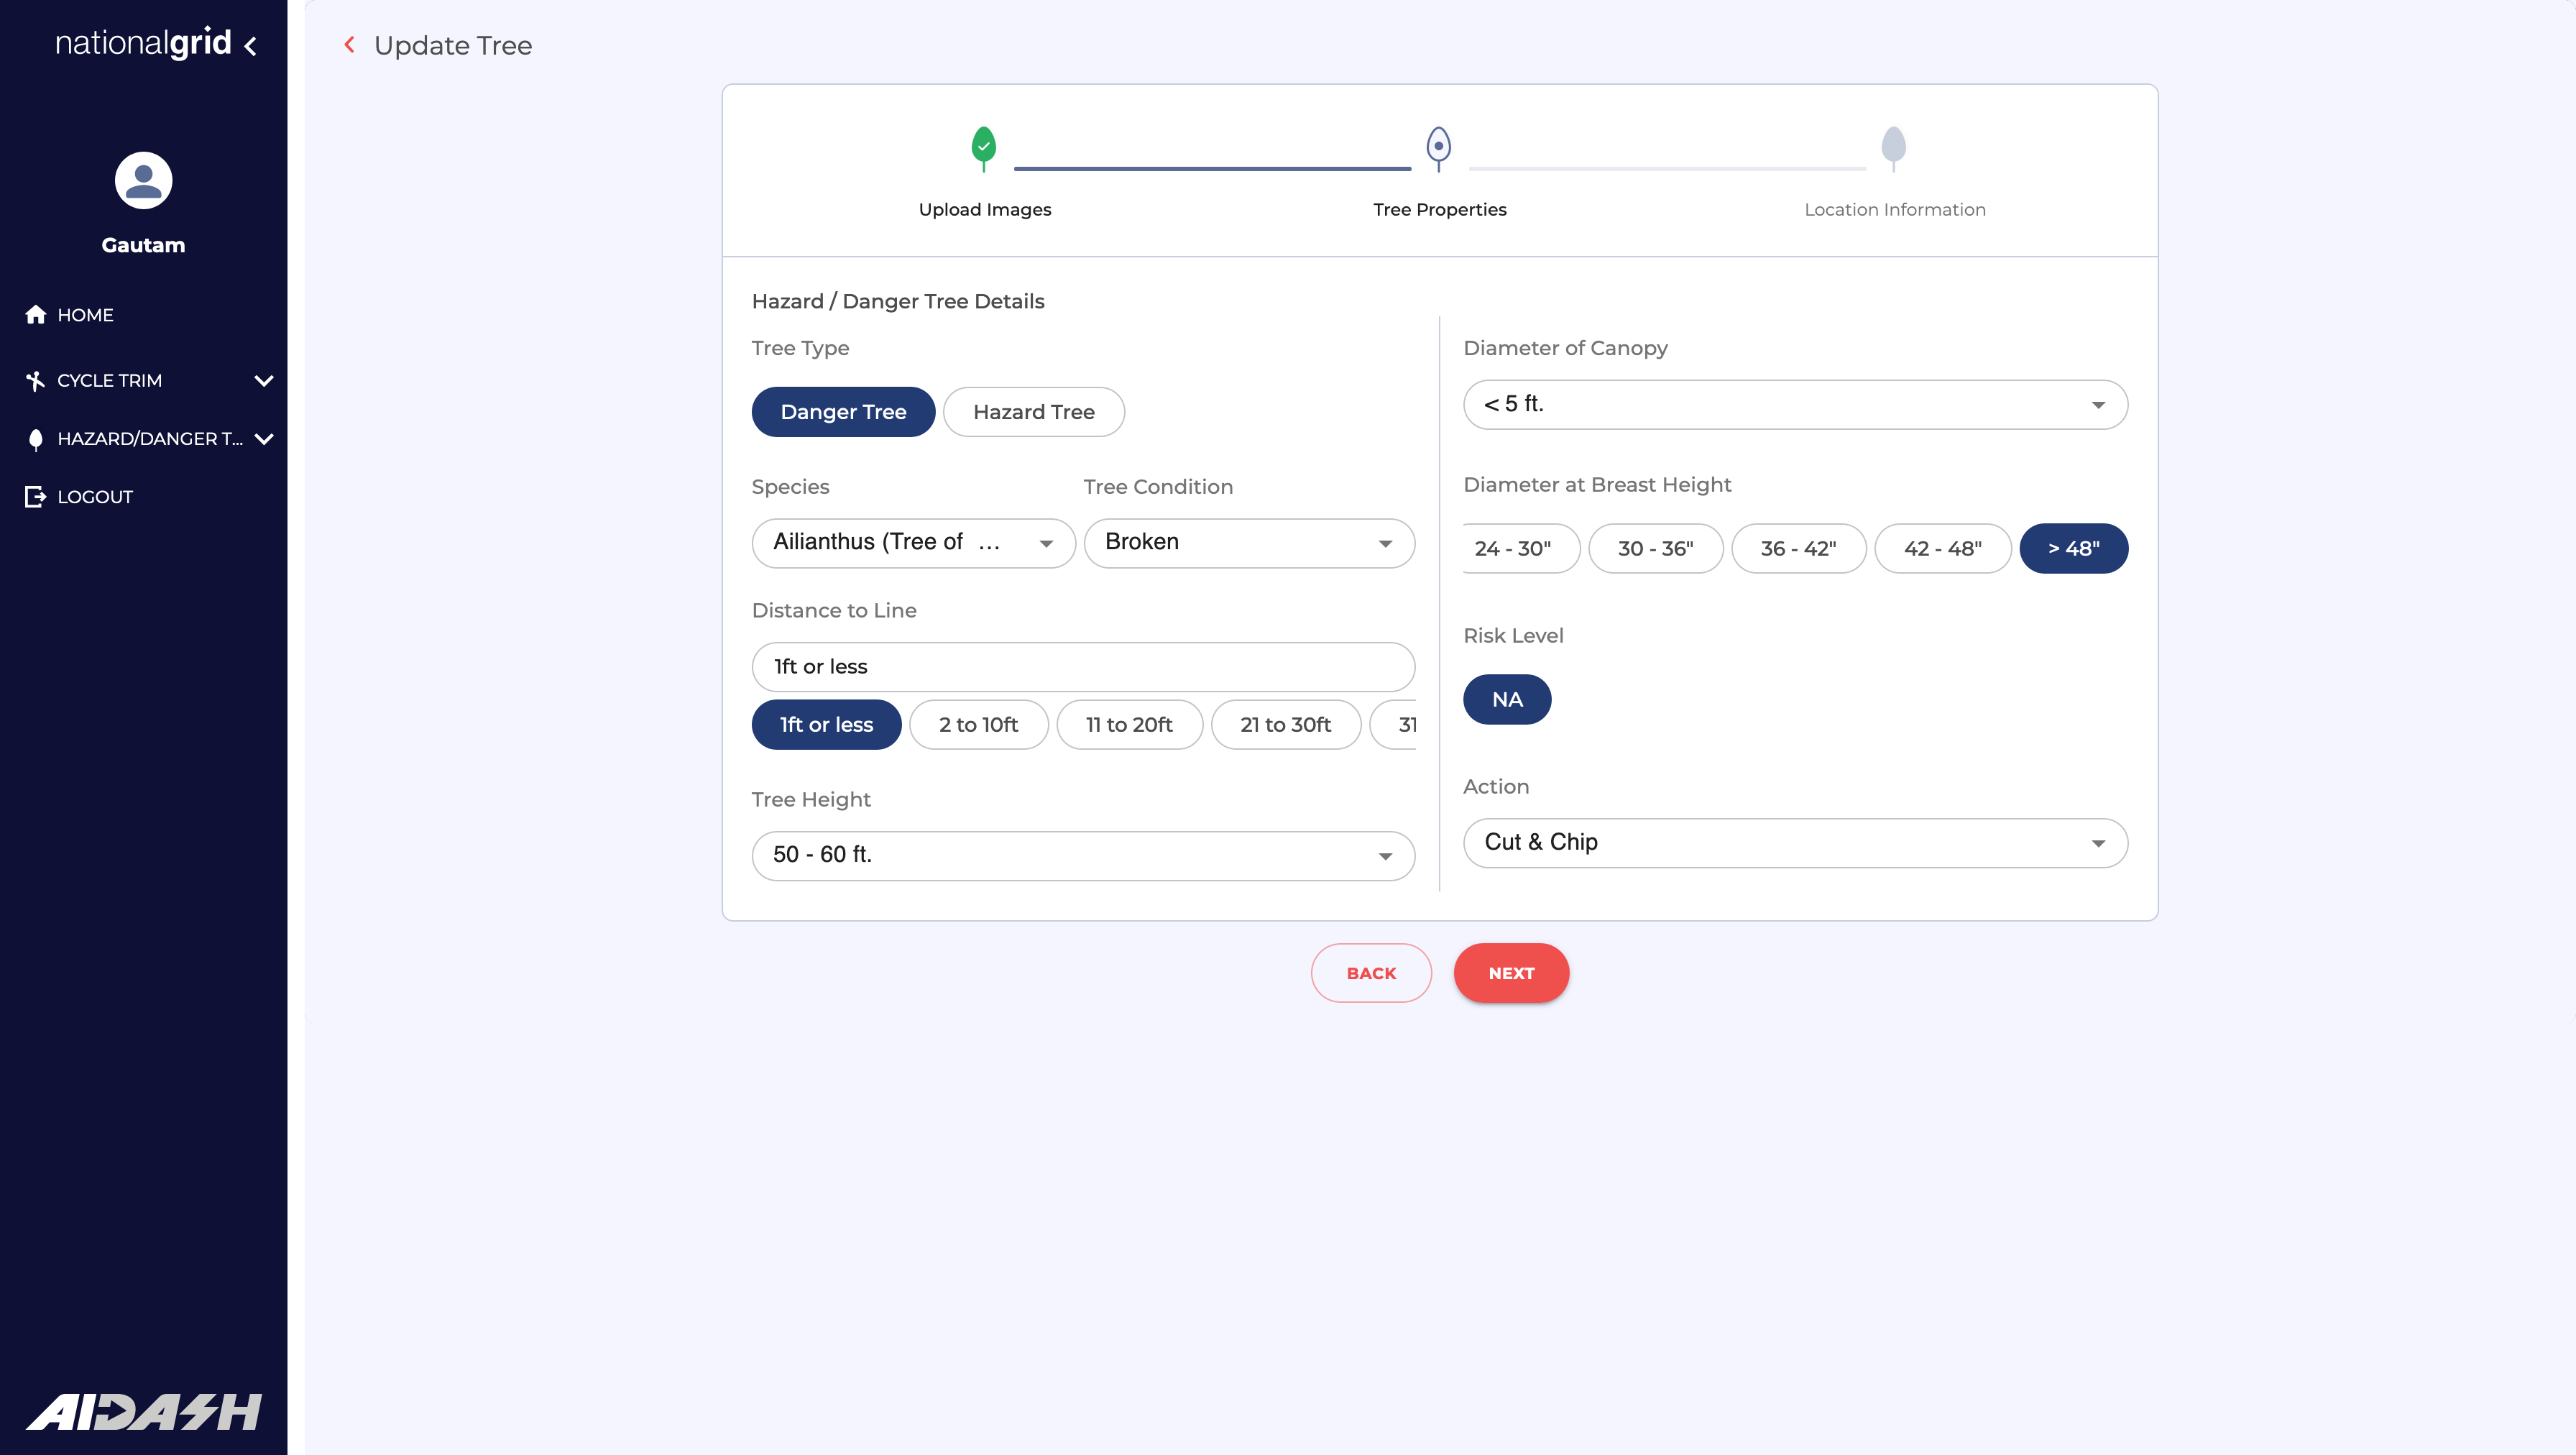 nationalgrid
Gautam
HOME
CYCLE TRIM
HAZARD/DANGER T...
LOGOUT
AIDASH
Update Tree
Upload Images
Tree Properties
Location Information
Hazard / Danger Tree Details
Tree Type
Danger Tree
Hazard Tree
Species
Tree Condition
Ailianthus (Tree of ...
Broken
Distance to Line
1ft or less
1ft or less
2 to 10ft
11 to 20ft
21 to 30ft
31
Tree Height
50 - 60 ft.
Diameter of Canopy
< 5 ft.
Diameter at Breast Height
24 - 30"
30 - 36"
36 - 42"
42 - 48"
> 48"
Risk Level
NA
Action
Cut & Chip
BACK
NEXT